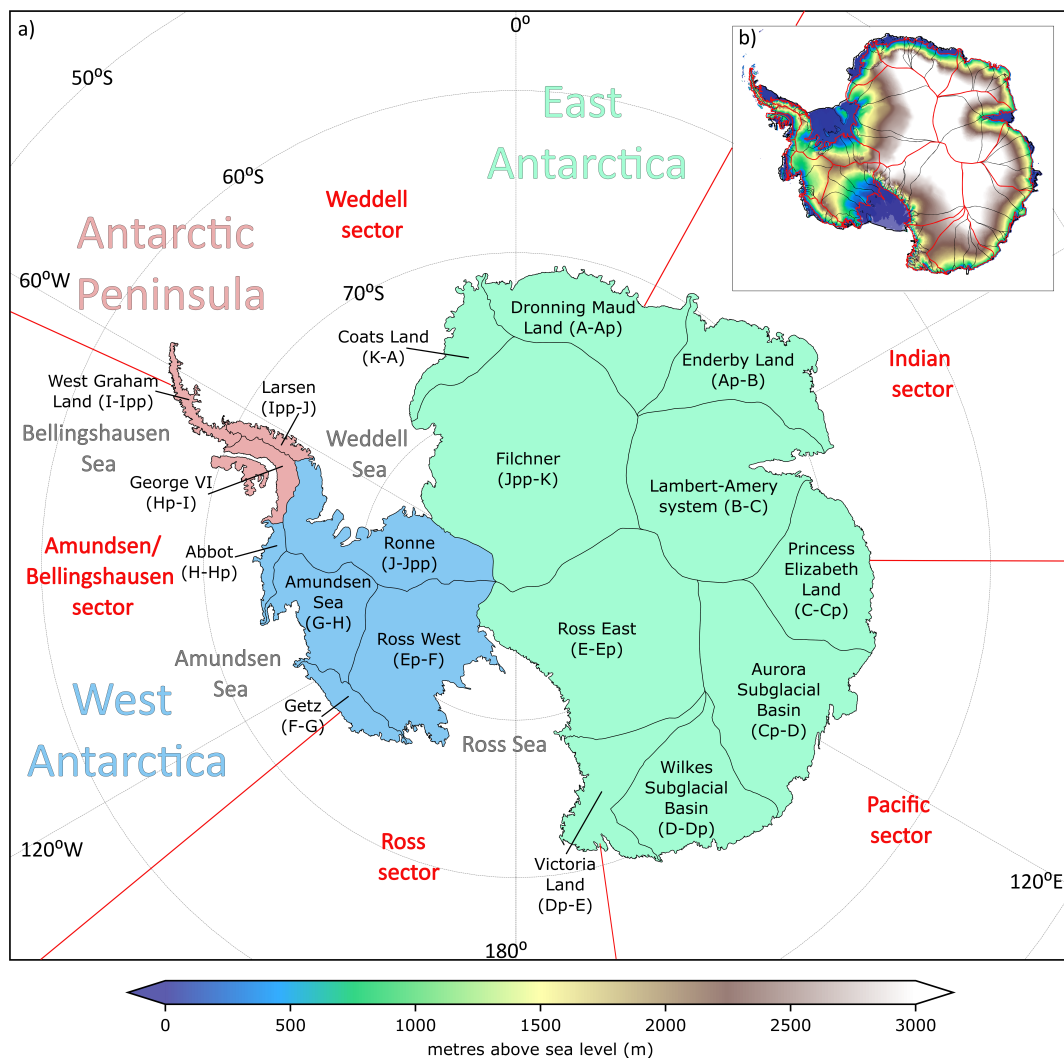 a)
0°
b)
50°S
East
Antarctica
60°S
Weddell
sector
Antarctic
Peninsula
60°W
70°S
Dronning Maud
Land (A-Ap)
Coats Land
(K-A)
Enderby Land
(Ap-B)
Indian
sector
West Graham
Land (I-Ipp)
Larsen
(Ipp-J)
Bellingshausen
Sea
Weddell
Sea
George VI
(Hp-I)
Filchner
(Jpp-K)
Lambert-Amery
system (B-C)
Amundsen/
Bellingshausen
sector
Abbot
(H-Hp)
Ronne
(J-Jpp)
Princess
Elizabeth
Land
(C-Cp)
Amundsen
Sea
(G-H)
Ross West
(Ep-F)
Ross East
(E-Ep)
Amundsen
Sea
Aurora
Subglacial
Basin
(Cp-D)
West
Antarctica
Getz
(F-G)
Ross Sea
Wilkes
Subglacial
Basin
(D-Dp)
Pacific
sector
Ross
sector
120°W
Victoria
Land
(Dp-E)
120°E
180°
0 500 1000 1500 2000 2500 3000
metres above sea level (m)